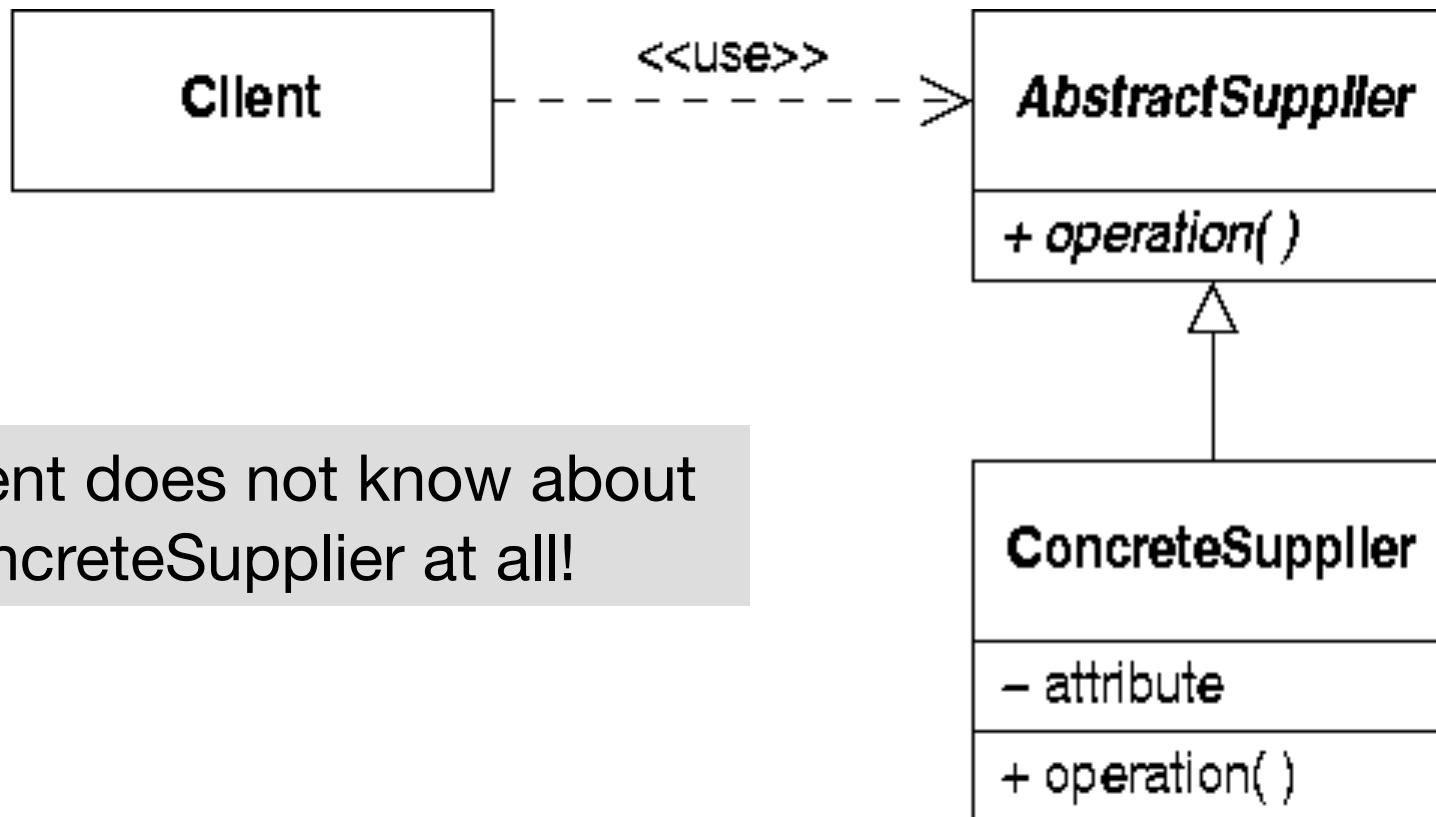 Client
<<use>>
AbstractSupplier
+ operation( )
ent does not know about
ncreteSupplier at all!
ConcreteSupplier
– attribute
+ operation( )